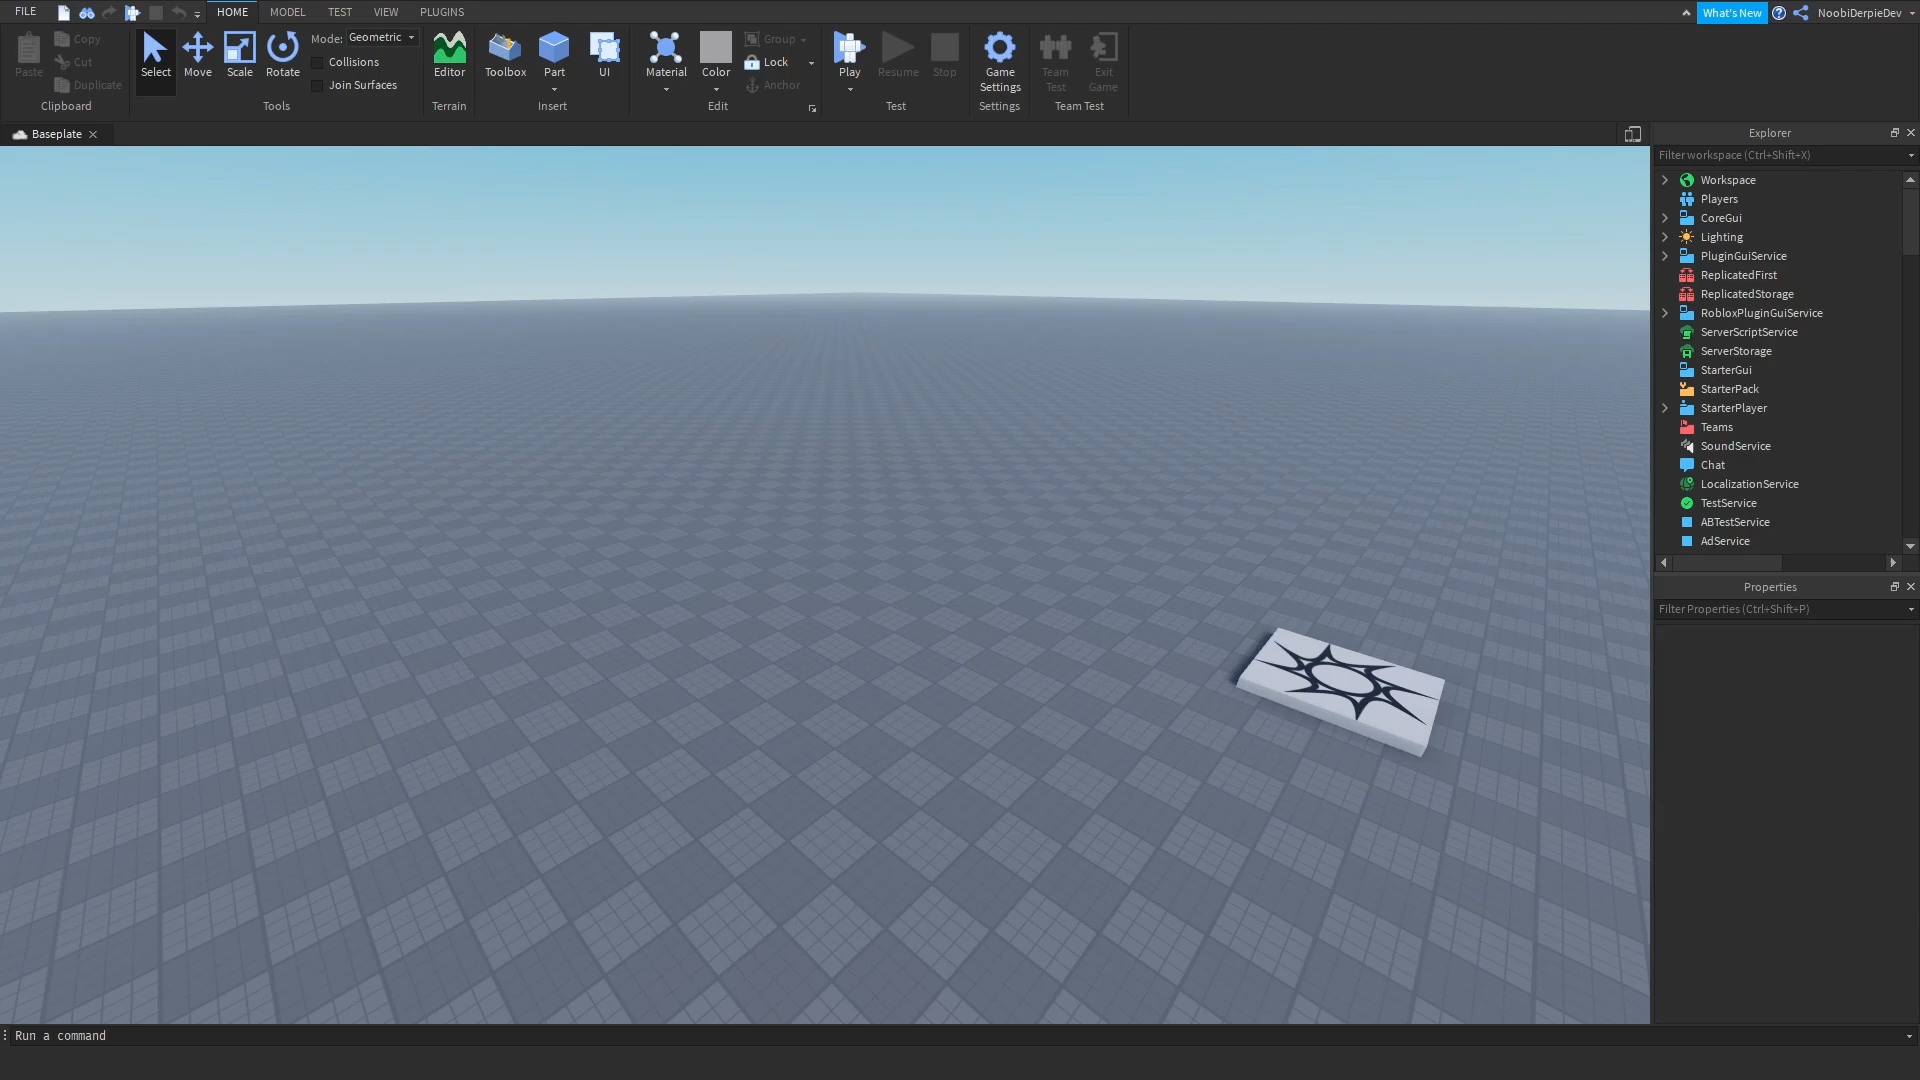 FILE HOME MODEL TEST VIEW PLUGINS What's New NoobiDerpieDev
Paste Copy Cut Duplicate Clipboard
Select Move Scale Rotate Mode: Geometric Collisions Join Surfaces Tools
Editor Terrain
Toolbox Part UI Insert
Material Color Group Lock Anchor Edit
Play Resume Stop Test
Game Settings Settings
Team Test Exit Game Team Test
Baseplate
Explorer
Filter workspace (Ctrl+Shift+X)
Workspace
Players
CoreGui
Lighting
PluginGuiService
ReplicatedFirst
ReplicatedStorage
RobloxPluginGuiService
ServerScriptService
ServerStorage
StarterGui
StarterPack
StarterPlayer
Teams
SoundService
Chat
LocalizationService
TestService
ABTestService
AdService
Properties
Filter Properties (Ctrl+Shift+P)
Run a command